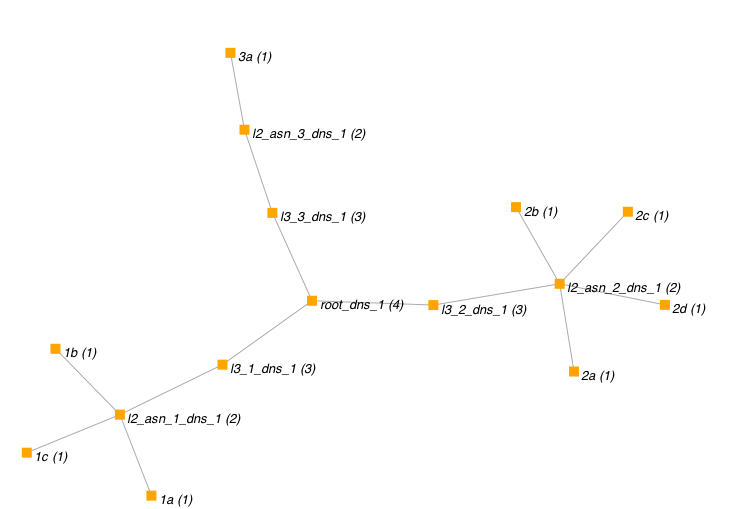 3a (1)
l2_asn_3_dns_1 (2)
2b (1)
2c (1)
l3_3_dns_1 (3)
l2_asn_2_dns_1 (2)
root_dns_1 (4)
l3_2_dns_1 (3)
2d (1)
1b (1)
l3_1_dns_1 (3)
2a (1)
l2_asn_1_dns_1 (2)
1c (1)
1a (1)